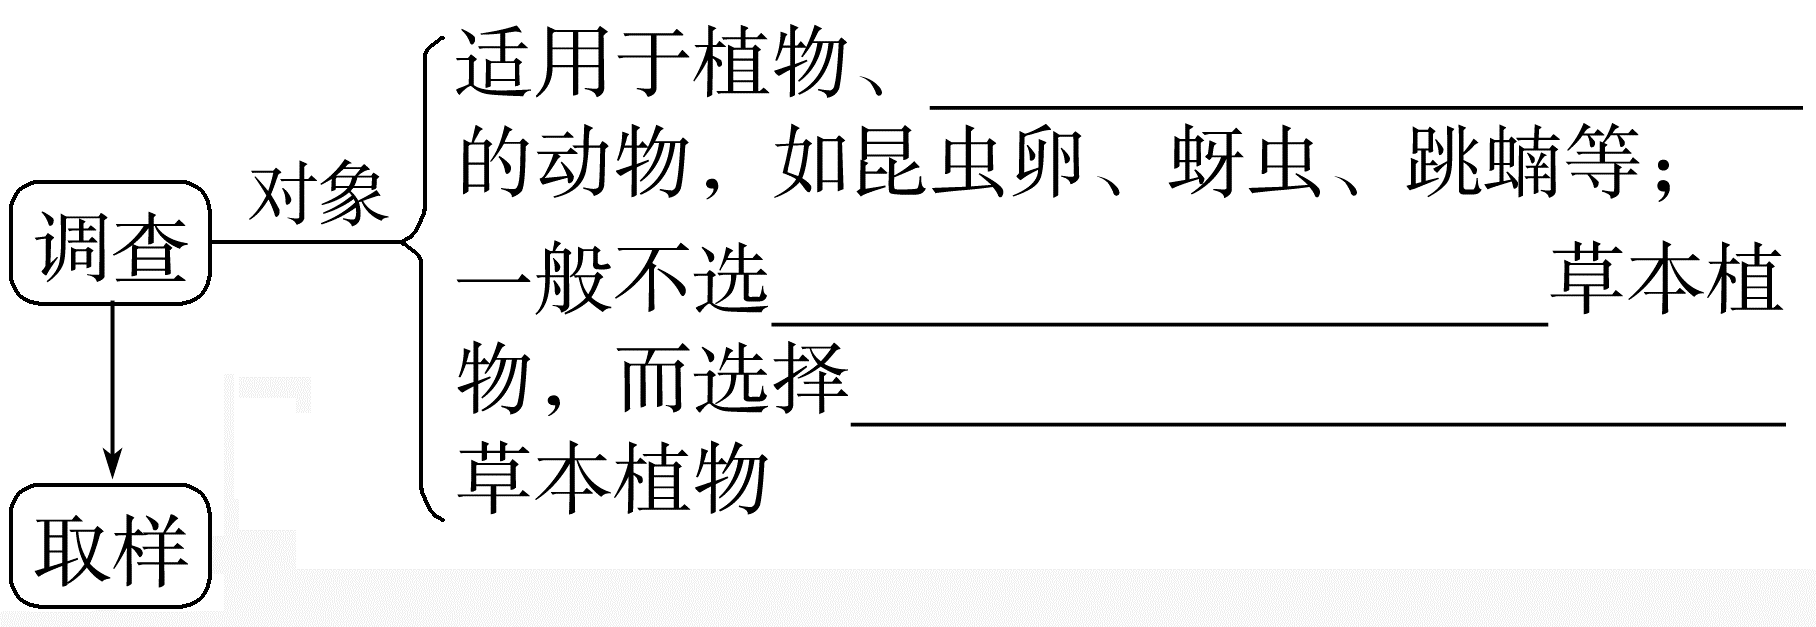 适用于植物、
的动物，如昆虫卵、蚜虫、跳蝻等；
对象
调查
一般不选 草本植
物，而选择
草本植物
取样